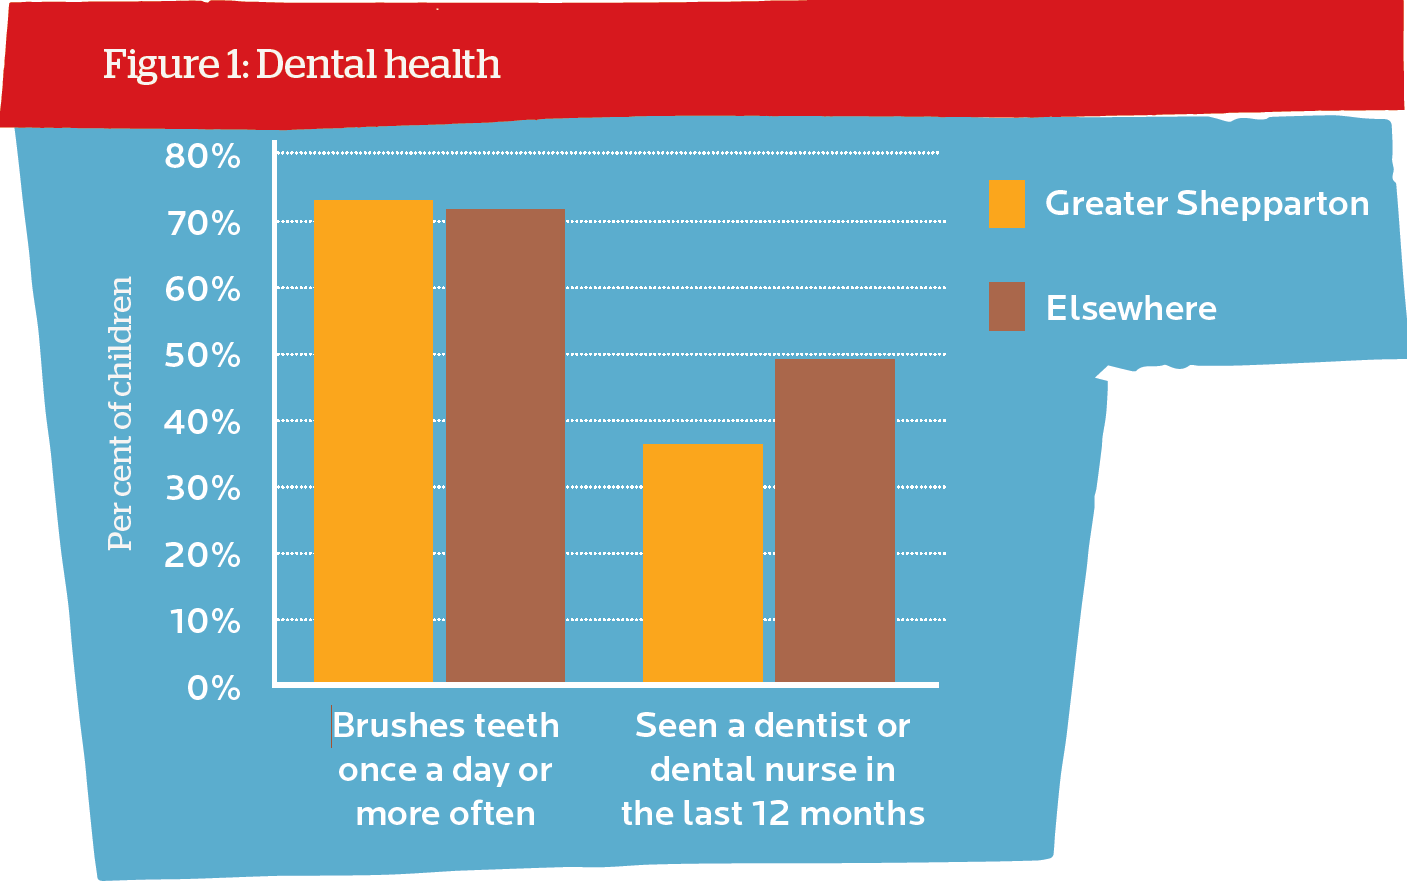 Figure 1: Dental health
80%
70%
60%
50%
40%
30%
20%
10%
0%
Per cent of children
Greater Shepparton
Elsewhere
Brushes teeth
once a day or
more often
Seen a dentist or
dental nurse in
the last 12 months